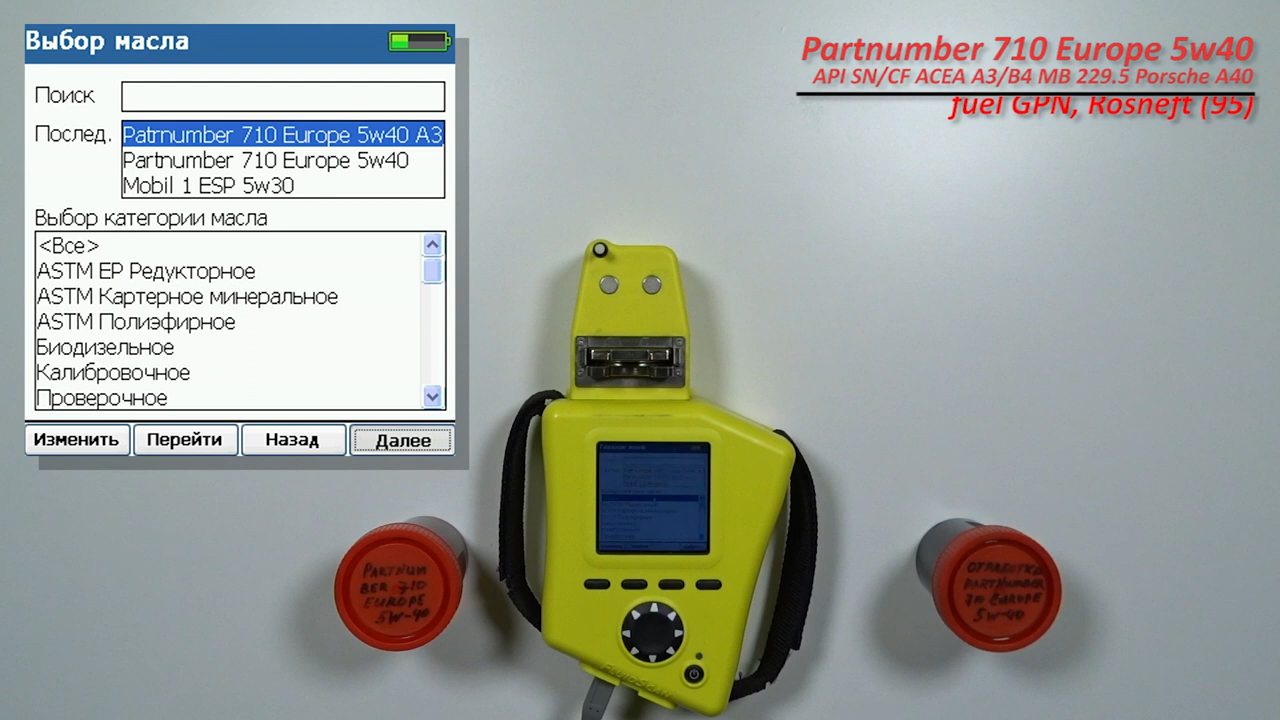 Выбор масла
Поиск
Послед.
Patrnumber 710 Europe 5w40 A3
Partnumber 710 Europe 5w40
Mobil 1 ESP 5w30
Выбор категории масла
<Все>
ASTM EP Редукторное
ASTM Картерное минеральное
ASTM Полиэфирное
Биодизельное
Калибровочное
Проверочное
Изменить Перейти Назад Далее
Partnumber 710 Europe 5w40
API SN/CF ACEA A3/B4 MB 229.5 Porsche A40
fuel GPN, Rosneft (95)
PARTNUM
BER 710
EUROPE
5W-40
ОТРАБОТКА
PARTNUMBER
710 EUROPE
5W-40